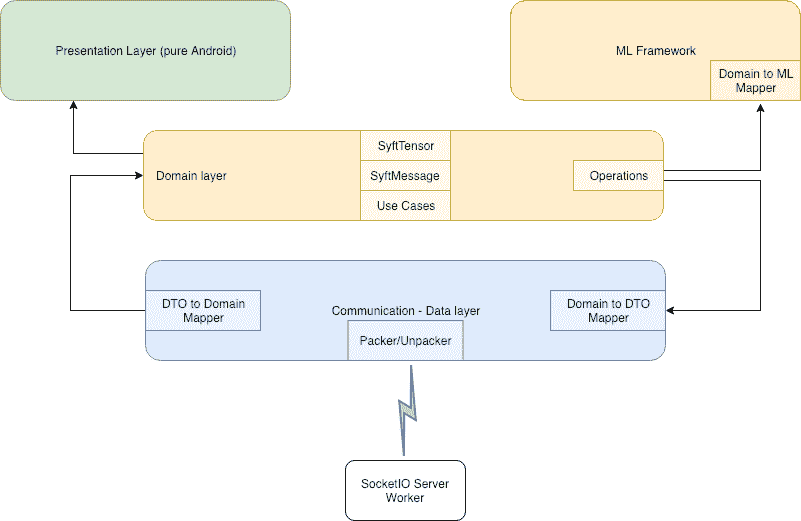 Presentation Layer (pure Android)
ML Framework
Domain to ML
Mapper
SyftTensor
Domain layer
SyftMessage
Operations
Use Cases
DTO to Domain
Mapper
Communication - Data layer
Domain to DTO
Mapper
Packer/Unpacker
SocketIO Server
Worker